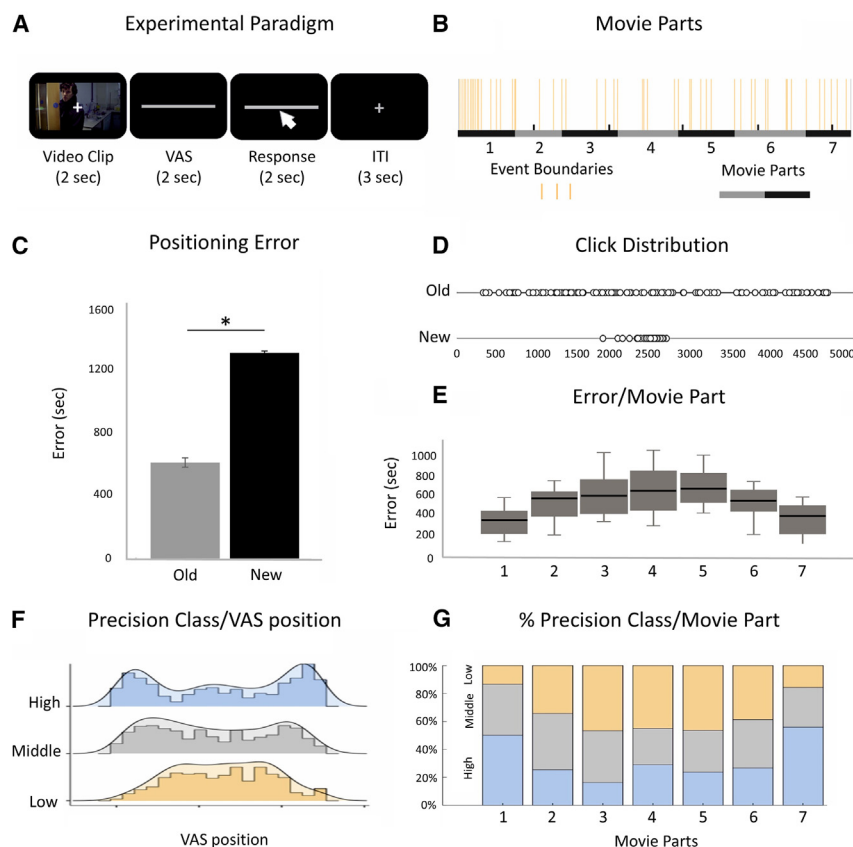 A Experimental Paradigm
Video Clip
(2 sec)
VAS
(2 sec)
Response
(2 sec)
ITI
(3 sec)
B Movie Parts
1 2 3 4 5 6 7
Event Boundaries
Movie Parts
C Positioning Error
Error (sec)
1600
1200
800
400
0
*
Old New
D Click Distribution
Old
New
0 500 1000 1500 2000 2500 3000 3500 4000 4500 5000
E Error/Movie Part
Error (sec)
1000
800
600
400
200
0
1 2 3 4 5 6 7
F Precision Class/VAS position
High
Middle
Low
VAS position
G % Precision Class/Movie Part
100%
80%
60%
40%
20%
0%
Low
Middle
High
1 2 3 4 5 6 7
Movie Parts